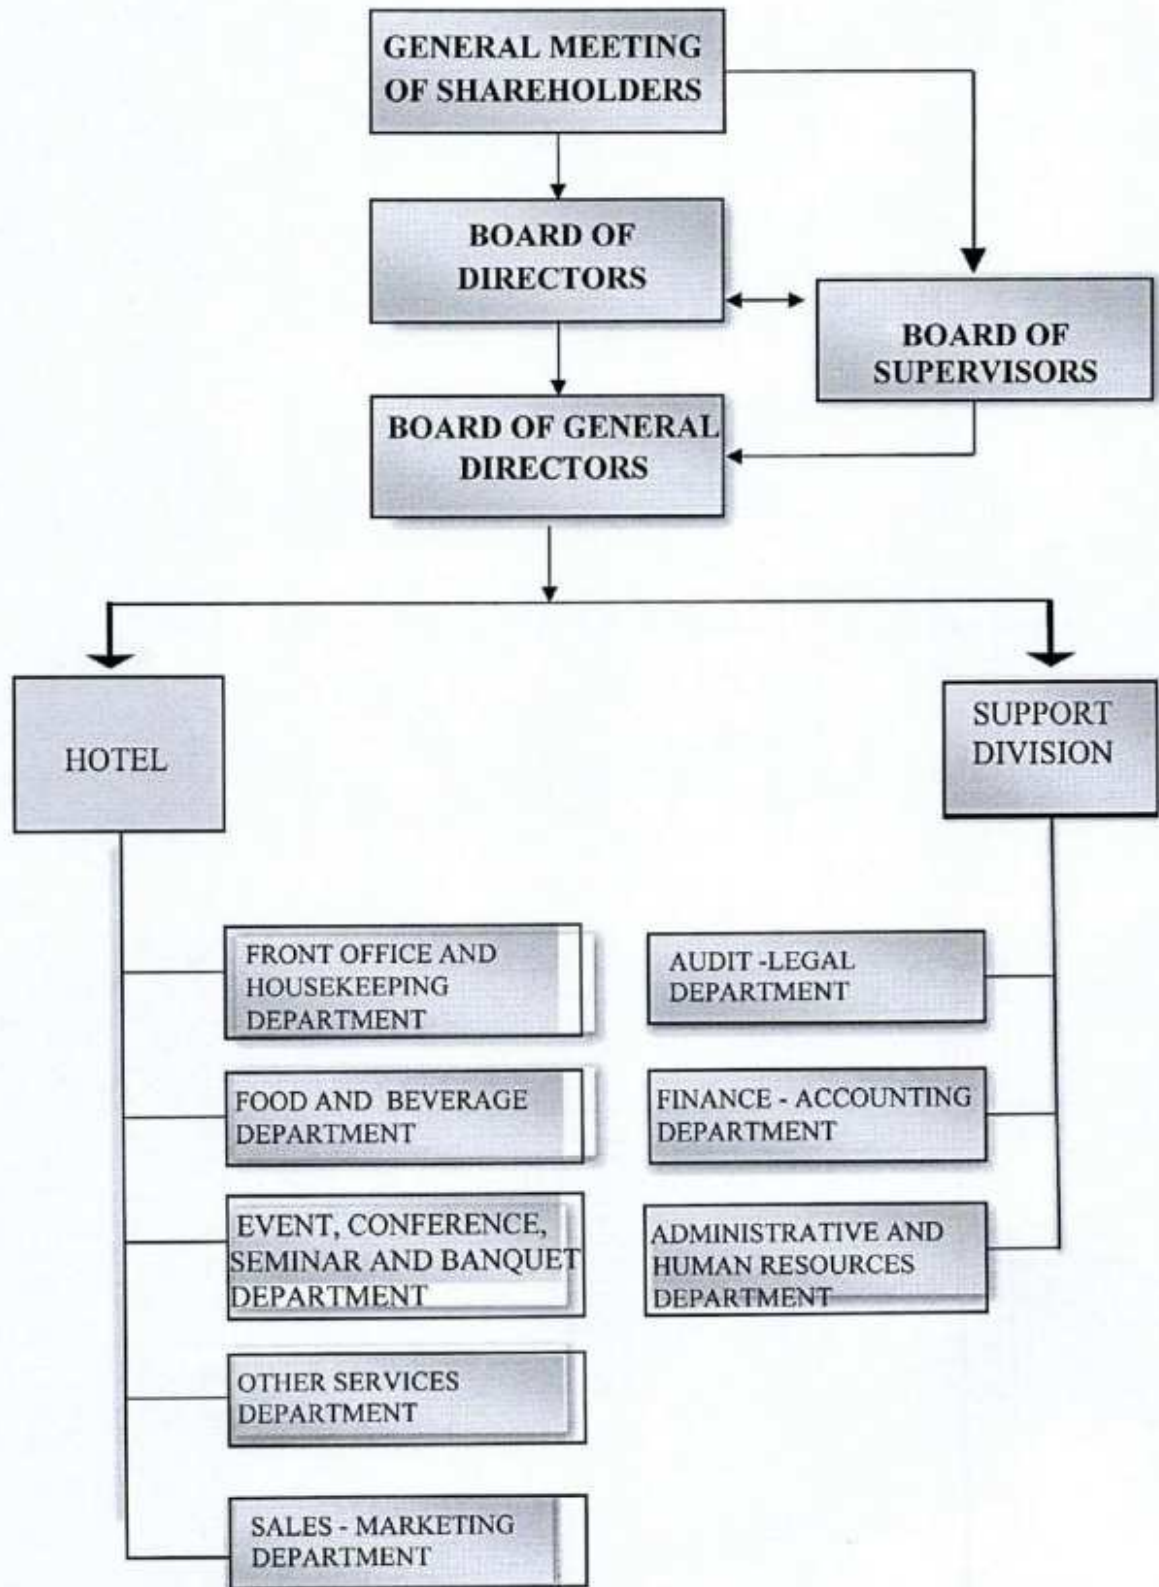 GENERAL MEETING
OF SHAREHOLDERS
BOARD OF
DIRECTORS
BOARD OF
SUPERVISORS
BOARD OF GENERAL
DIRECTORS
HOTEL
SUPPORT
DIVISION
FRONT OFFICE AND
HOUSEKEEPING
DEPARTMENT
FOOD AND BEVERAGE
DEPARTMENT
EVENT, CONFERENCE,
SEMINAR AND BANQUET
DEPARTMENT
OTHER SERVICES
DEPARTMENT
SALES - MARKETING
DEPARTMENT
AUDIT -LEGAL
DEPARTMENT
FINANCE - ACCOUNTING
DEPARTMENT
ADMINISTRATIVE AND
HUMAN RESOURCES
DEPARTMENT